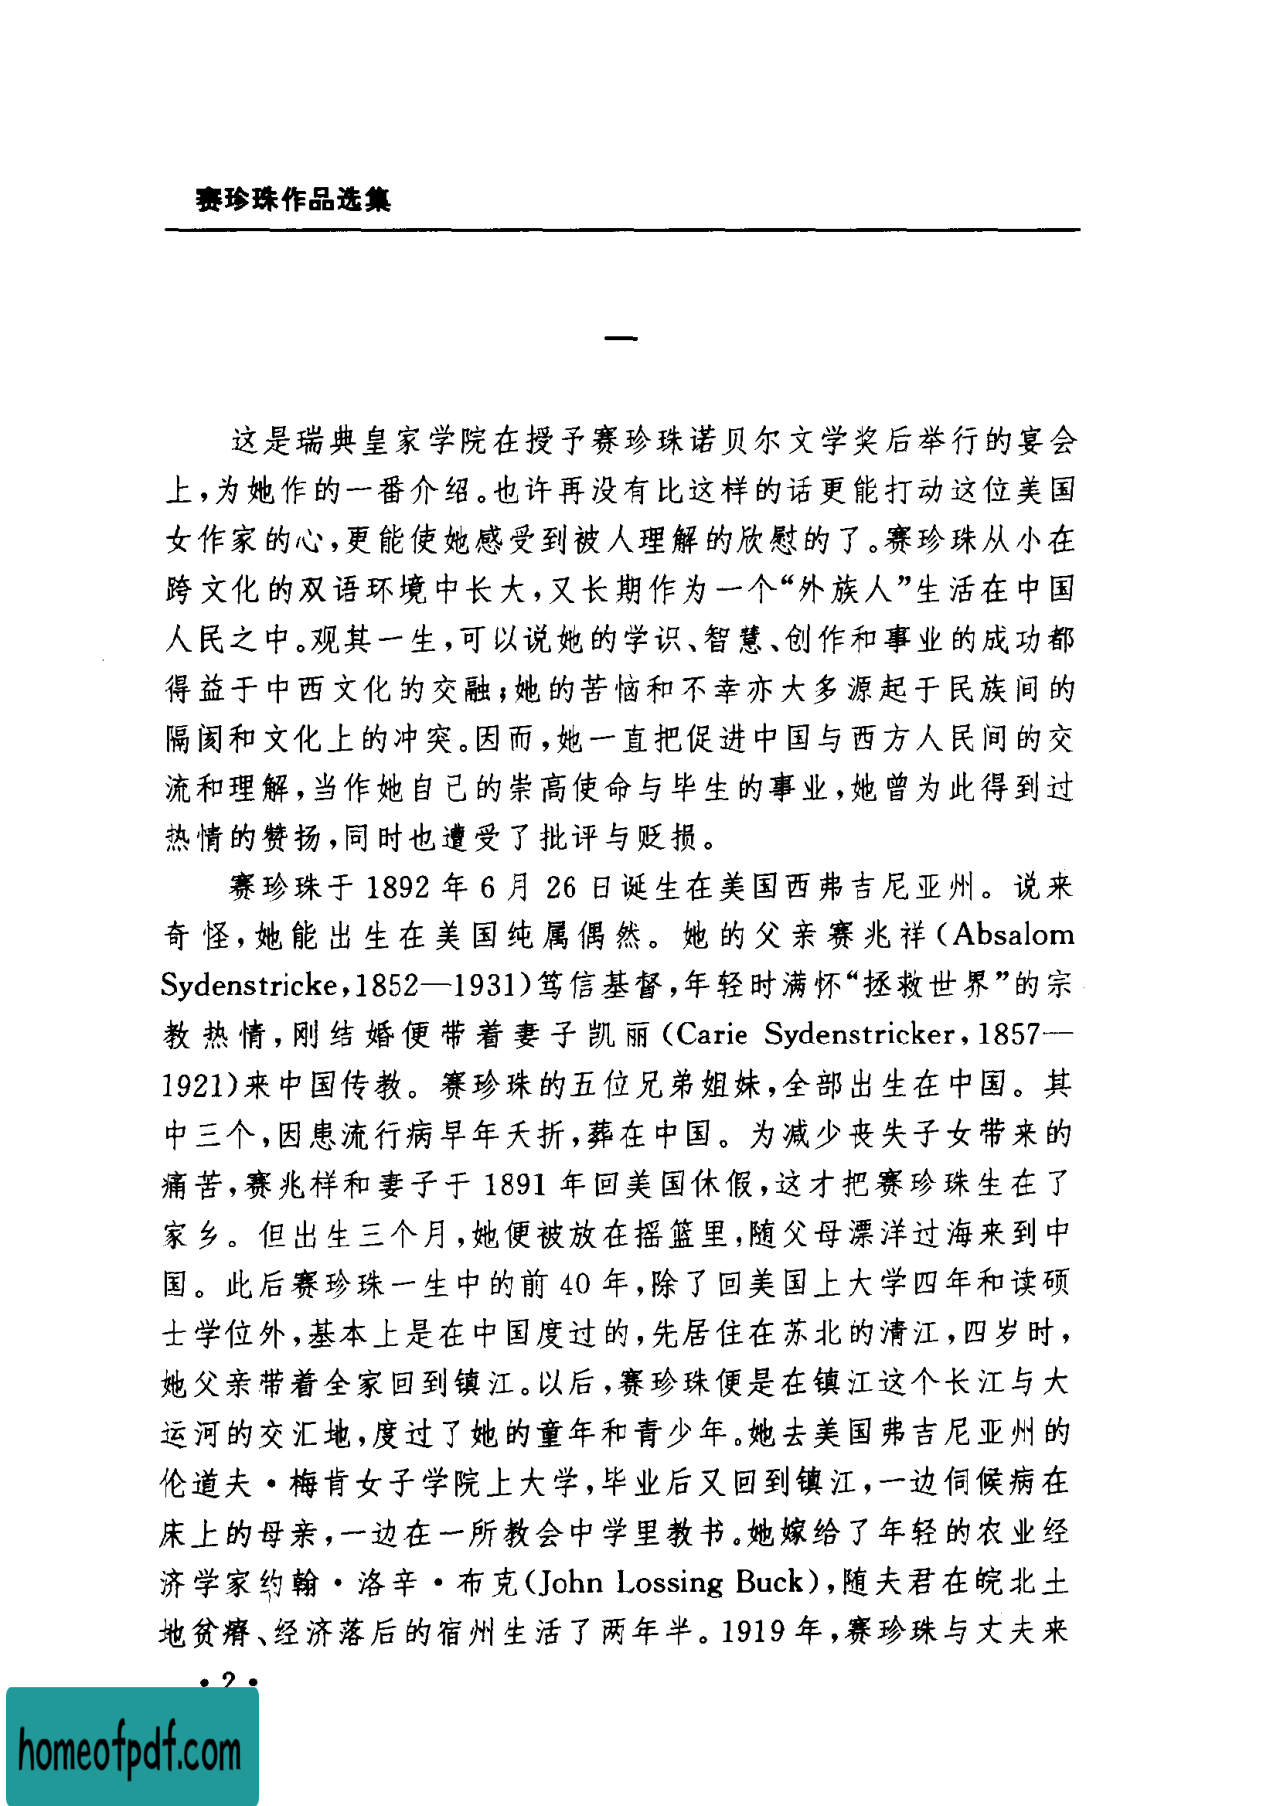 赛珍珠作品选集
一
这是瑞典皇家学院在授予赛珍珠诺贝尔文学奖后举行的宴会
上,为她作的一番介绍。也许再没有比这样的话更能打动这位美国
女作家的心,更能使她感受到被人理解的欣慰的了。赛珍珠从小在
跨文化的双语环境中长大,又长期作为一个“外族人”生活在中国
人民之中。观其一生,可以说她的学识、智慧、创作和事业的成功都
得益于中西文化的交融;她的苦恼和不幸亦大多源起于民族间的
隔阂和文化上的冲突。因而,她一直把促进中国与西方人民间的交
流和理解,当作她自己的崇高使命与毕生的事业,她曾为此得到过
热情的赞扬,同时也遭受了批评与贬损。
赛珍珠于 1892 年 6 月 26 日诞生在美国西弗吉尼亚州。说来
奇怪,她能出生在美国纯属偶然。她的父亲赛兆祥(Absalom
Sydenstricke,1852—1931)笃信基督,年轻时满怀“拯救世界”的宗
教热情,刚结婚便带着妻子凯丽(Carie Sydenstricker,1857—
1921)来中国传教。赛珍珠的五位兄弟姐妹,全部出生在中国。其
中三个,因患流行病早年夭折,葬在中国。为减少丧失子女带来的
痛苦,赛兆样和妻子于 1891 年回美国休假,这才把赛珍珠生在了
家乡。但出生三个月,她便被放在摇篮里,随父母漂洋过海来到中
国。此后赛珍珠一生中的前 40 年,除了回美国上大学四年和读硕
士学位外,基本上是在中国度过的,先居住在苏北的清江,四岁时,
她父亲带着全家回到镇江。以后,赛珍珠便是在镇江这个长江与大
运河的交汇地,度过了她的童年和青少年。她去美国弗吉尼亚州的
伦道夫·梅肯女子学院上大学,毕业后又回到镇江,一边伺候病在
床上的母亲,一边在一所教会中学里教书。她嫁给了年轻的农业经
济学家约翰·洛辛·布克(John Lossing Buck),随夫君在皖北土
地贫瘠、经济落后的宿州生活了两年半。1919 年,赛珍珠与丈夫来
·2·
homeofpdf.com